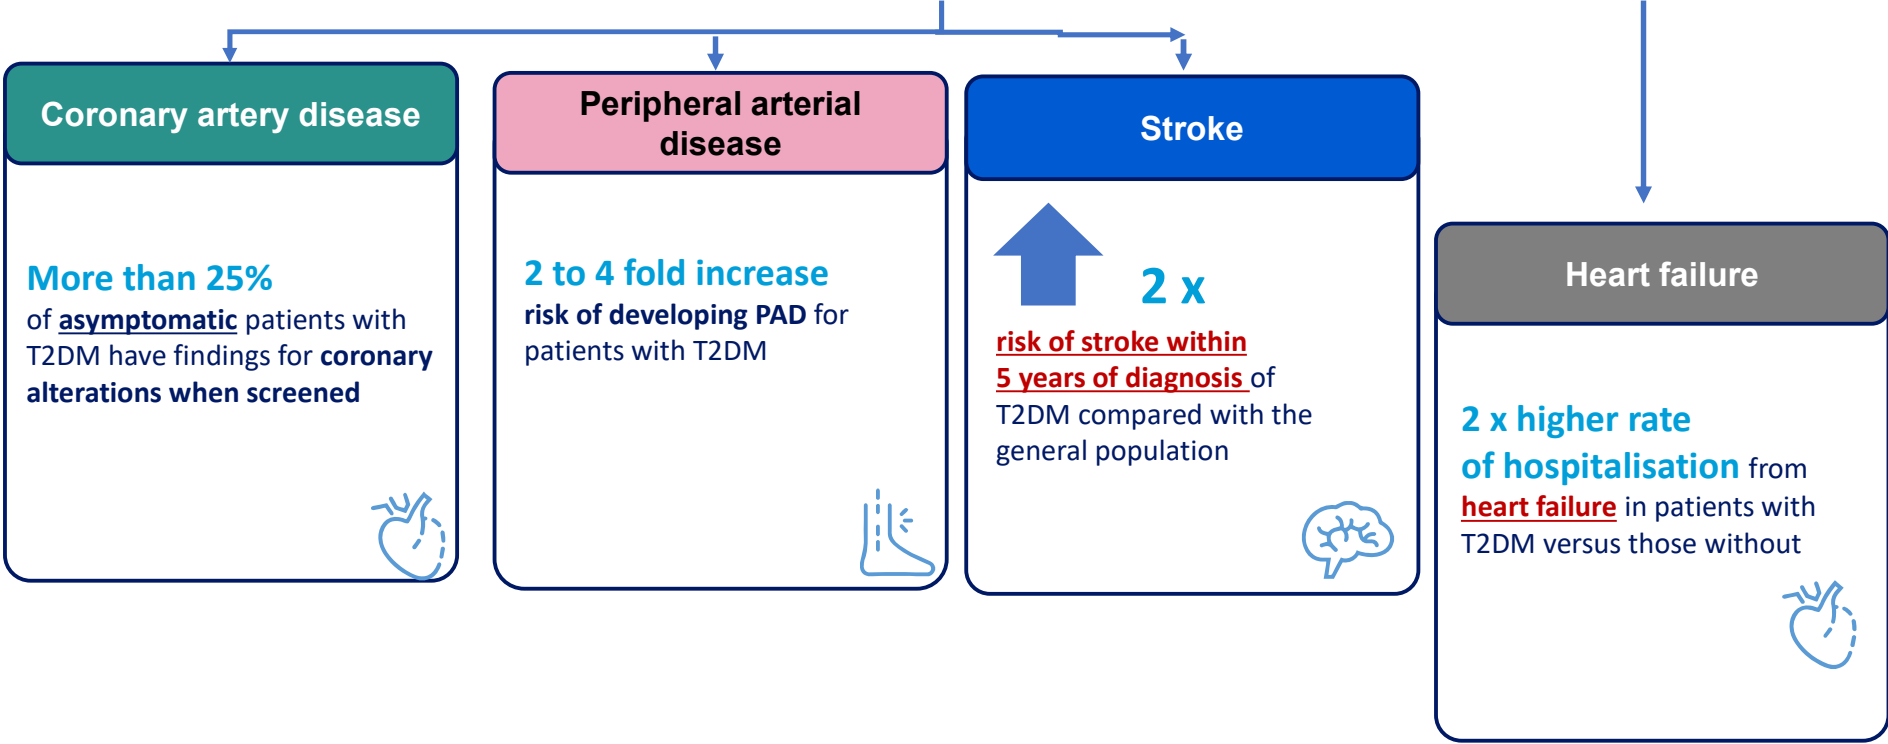 Coronary artery disease
More than 25%
of asymptomatic patients with
T2DM have findings for coronary
alterations when screened
Peripheral arterial
disease
2 to 4 fold increase
risk of developing PAD for
patients with T2DM
Stroke
2 x
risk of stroke within
5 years of diagnosis of
T2DM compared with the
general population
Heart failure
2 x higher rate
of hospitalisation from
heart failure in patients with
T2DM versus those without